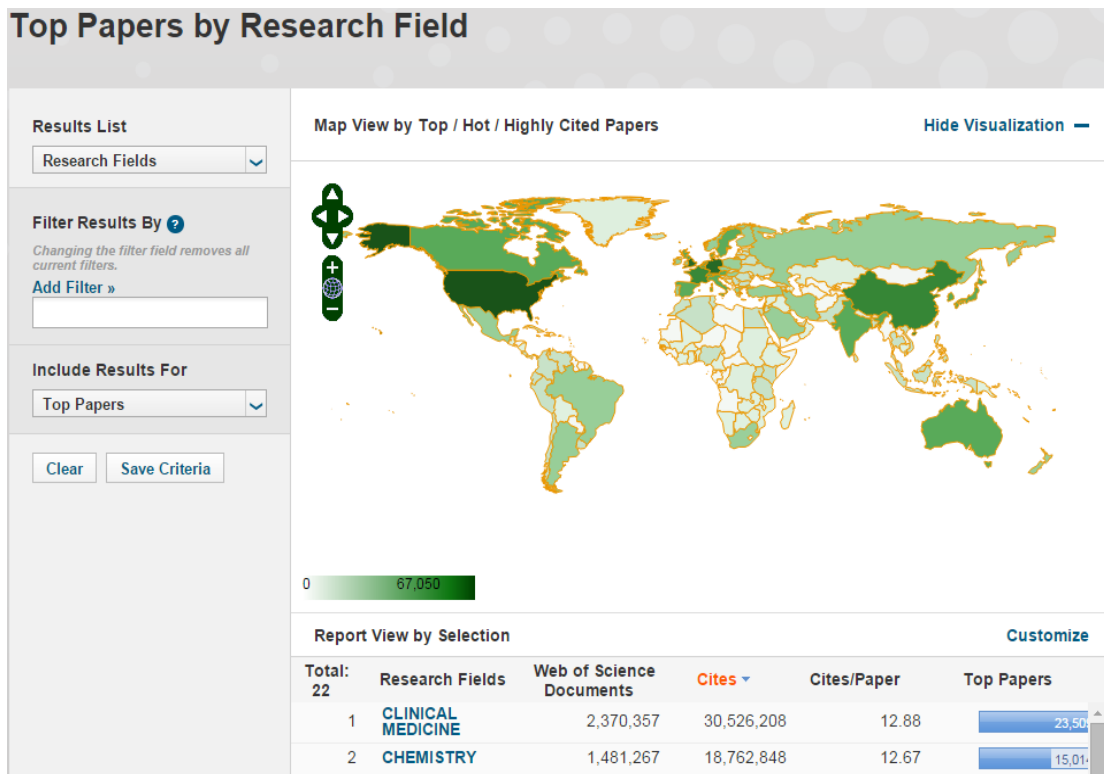 Top Papers by Research Field
Results List
Research Fields
Filter Results By ?
Changing the filter field removes all
current filters.
Add Filter »
Include Results For
Top Papers
Clear
Save Criteria
Map View by Top / Hot / Highly Cited Papers
Hide Visualization
0
67,050
Report View by Selection
Customize
Total:
22
Research Fields
Web of Science
Documents
Cites
Cites/Paper
Top Papers
1
CLINICAL
MEDICINE
2,370,357
30,526,208
12.88
2
CHEMISTRY
1,481,267
18,762,848
12.67